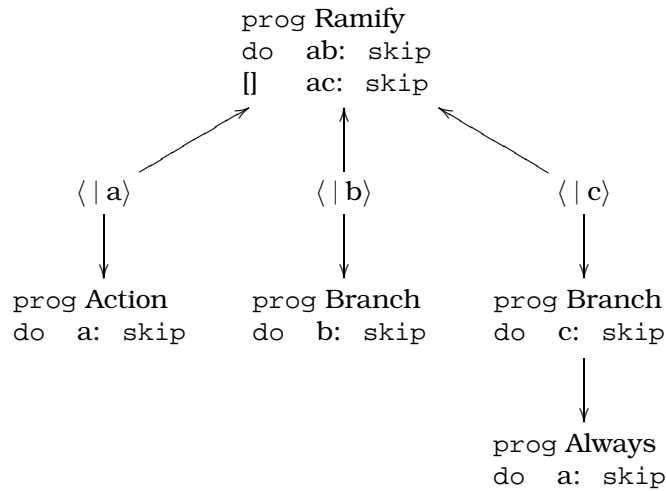 prog Ramify
do ab: skip
[] ac: skip
⟨ | a⟩ ⟨ | b⟩ ⟨ | c⟩
prog Action prog Branch prog Branch
do a: skip do b: skip do c: skip
prog Always
do a: skip